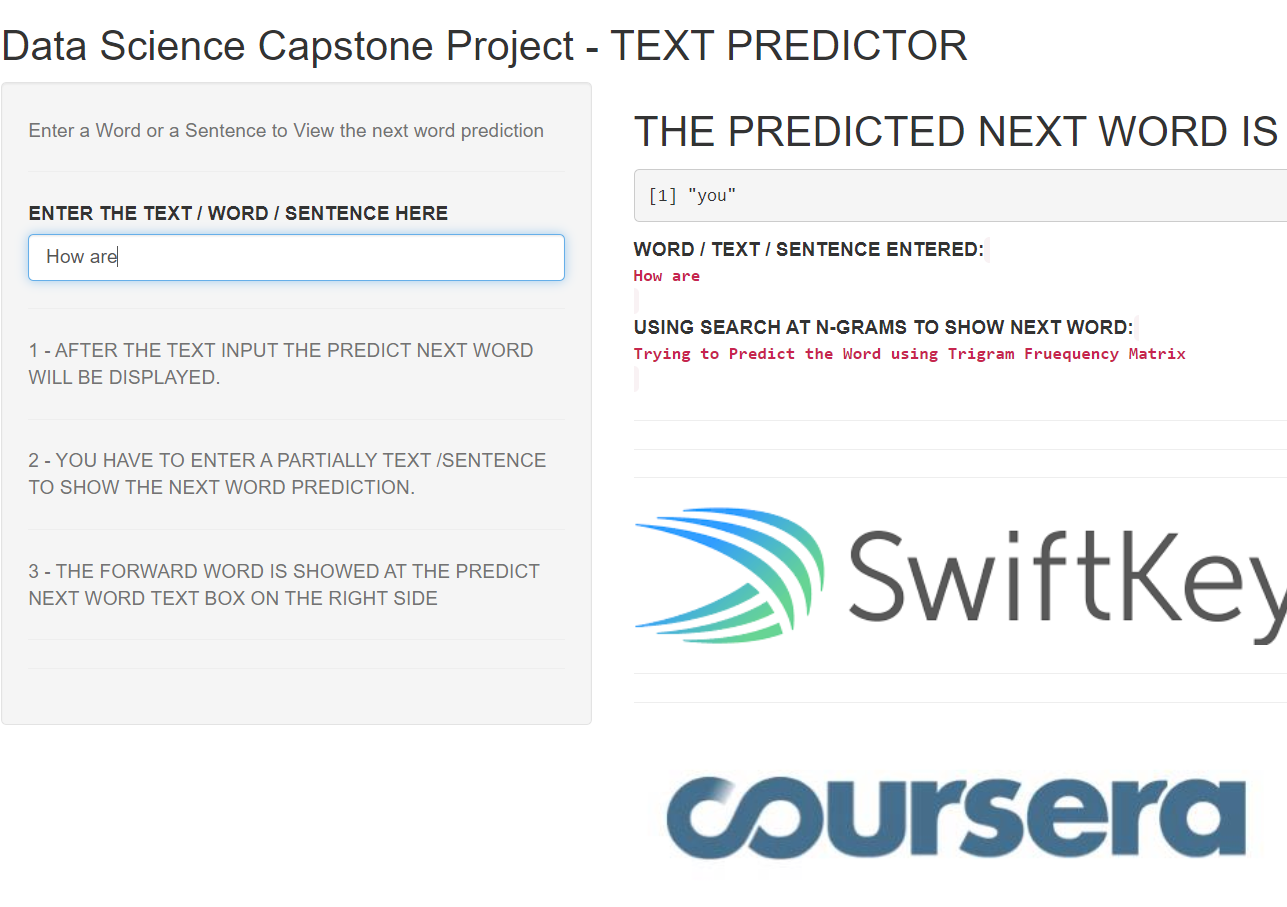 Data Science Capstone Project - TEXT PREDICTOR
Enter a Word or a Sentence to View the next word prediction
ENTER THE TEXT / WORD / SENTENCE HERE
How are
1 - AFTER THE TEXT INPUT THE PREDICT NEXT WORD
WILL BE DISPLAYED.
2 - YOU HAVE TO ENTER A PARTIALLY TEXT /SENTENCE
TO SHOW THE NEXT WORD PREDICTION.
3 - THE FORWARD WORD IS SHOWED AT THE PREDICT
NEXT WORD TEXT BOX ON THE RIGHT SIDE
THE PREDICTED NEXT WORD IS
[1] "you"
WORD / TEXT / SENTENCE ENTERED:
How are
USING SEARCH AT N-GRAMS TO SHOW NEXT WORD:
Trying to Predict the Word using Trigram Fruequency Matrix
SwiftKey
coursera